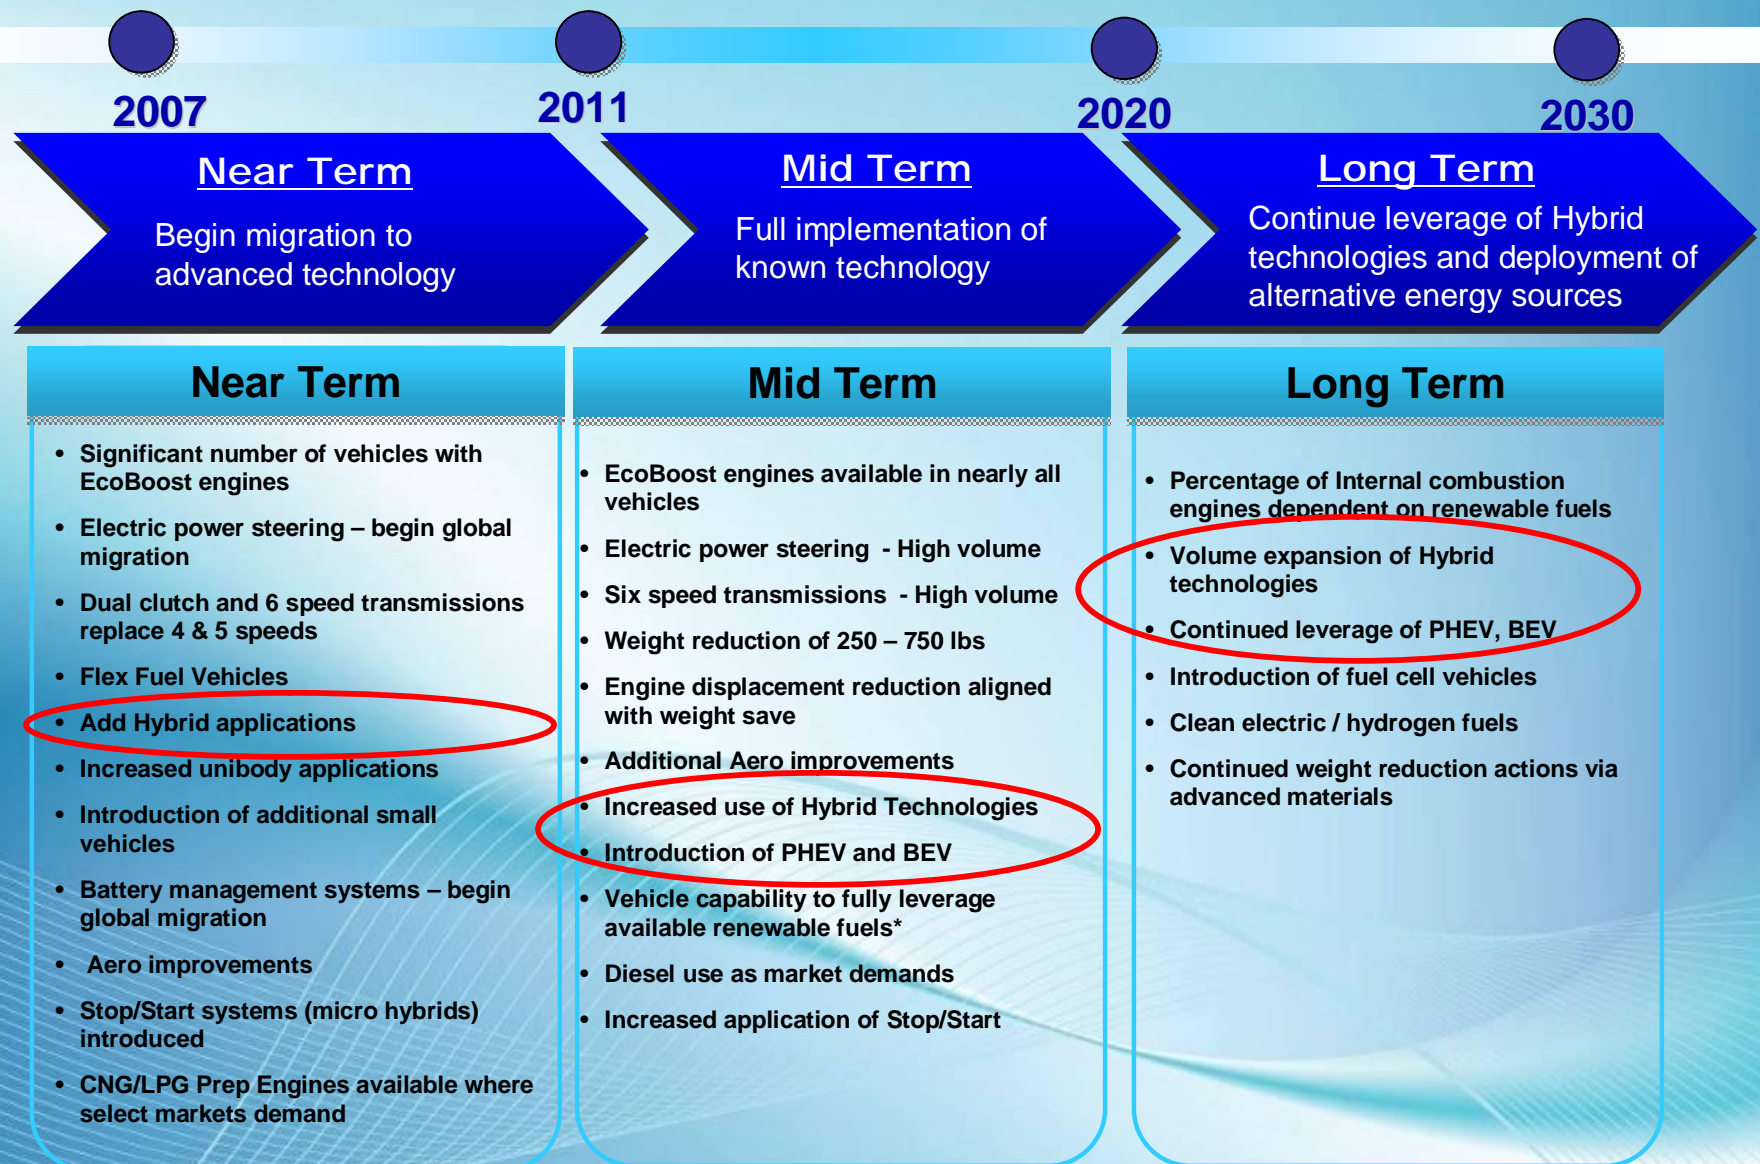 2007
2011
2020
2030
Near Term
Begin migration to
advanced technology
Mid Term
Full implementation of
known technology
Long Term
Continue leverage of Hybrid
technologies and deployment of
alternative energy sources
Near Term
• Significant number of vehicles with
EcoBoost engines
• Electric power steering – begin global
migration
• Dual clutch and 6 speed transmissions
replace 4 & 5 speeds
• Flex Fuel Vehicles
• Add Hybrid applications
• Increased unibody applications
• Introduction of additional small
vehicles
• Battery management systems – begin
global migration
• Aero improvements
• Stop/Start systems (micro hybrids)
introduced
• CNG/LPG Prep Engines available where
select markets demand
Mid Term
• EcoBoost engines available in nearly all
vehicles
• Electric power steering - High volume
• Six speed transmissions - High volume
• Weight reduction of 250 – 750 lbs
• Engine displacement reduction aligned
with weight save
• Additional Aero improvements
• Increased use of Hybrid Technologies
• Introduction of PHEV and BEV
• Vehicle capability to fully leverage
available renewable fuels*
• Diesel use as market demands
• Increased application of Stop/Start
Long Term
• Percentage of Internal combustion
engines dependent on renewable fuels
• Volume expansion of Hybrid
technologies
• Continued leverage of PHEV, BEV
• Introduction of fuel cell vehicles
• Clean electric / hydrogen fuels
• Continued weight reduction actions via
advanced materials